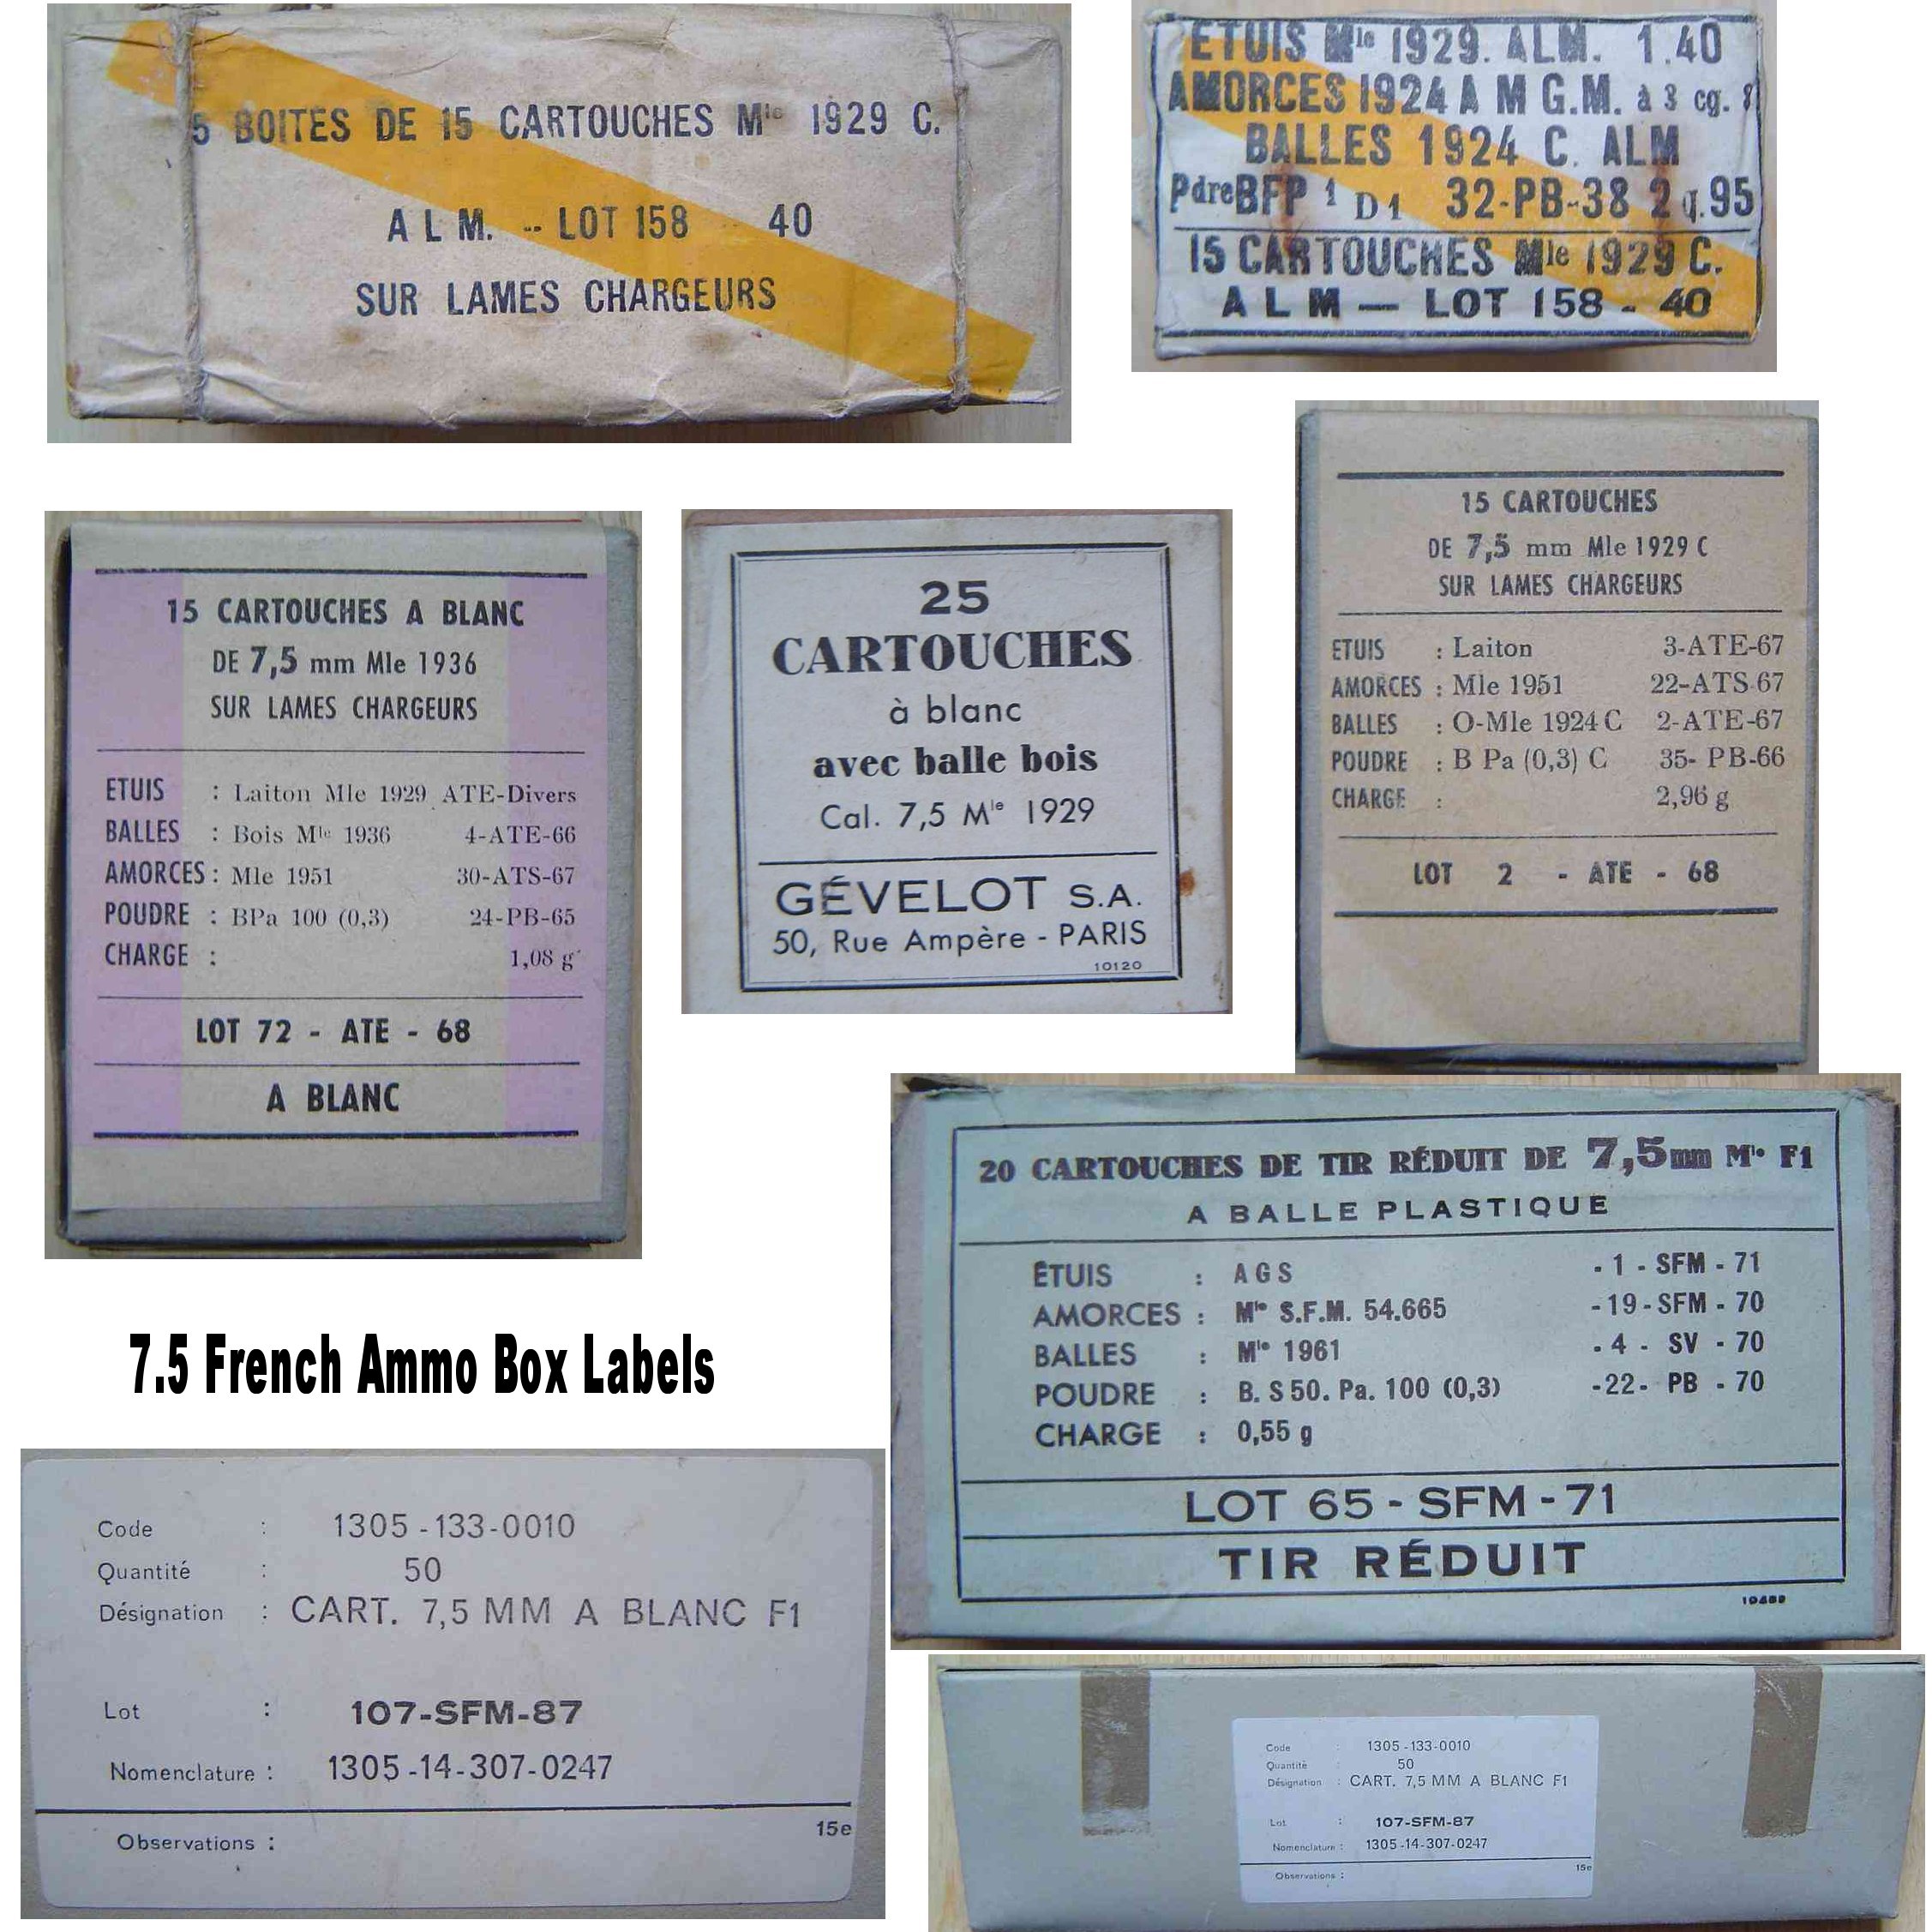 5 BOITES DE 15 CARTOUCHES Mle 1929 C.
A L M. -- LOT 158 40
SUR LAMES CHARGEURS
ETUIS Mle 1929. ALM. 1.40
AMORCES 1924 A M G.M. à 3 cg.
BALLES 1924 C. ALM
Pdre BFP 1 D1 32-PB-38 2 g.95
15 CARTOUCHES Mle 1929 C.
A L M — LOT 158 - 40
15 CARTOUCHES A BLANC
DE 7,5 mm Mle 1936
SUR LAMES CHARGEURS
ETUIS : Laiton Mle 1929 ATE-Divers
BALLES : Bois Mle 1936 4-ATE-66
AMORCES : Mle 1951 30-ATS-67
POUDRE : BPa 100 (0,3) 24-PB-65
CHARGE : 1,08 g
LOT 72 - ATE - 68
A BLANC
25
CARTOUCHES
à blanc
avec balle bois
Cal. 7,5 Mle 1929
GÉVELOT S.A.
50, Rue Ampère - PARIS
10120
15 CARTOUCHES
DE 7,5 mm Mle 1929 C
SUR LAMES CHARGEURS
ETUIS : Laiton 3-ATE-67
AMORCES : Mle 1951 22-ATS-67
BALLES : O-Mle 1924 C 2-ATE-67
POUDRE : B Pa (0,3) C 35- PB-66
CHARGE : 2,96 g
LOT 2 - ATE - 68
20 CARTOUCHES DE TIR RÉDUIT DE 7,5mm Mle F1
A BALLE PLASTIQUE
ÉTUIS : AGS - 1 - SFM - 71
AMORCES : Mle S.F.M. 54.665 -19-SFM - 70
BALLES : Mle 1961 - 4 - SV - 70
POUDRE : B. S 50. Pa. 100 (0,3) -22- PB - 70
CHARGE : 0,55 g
LOT 65 - SFM - 71
TIR RÉDUIT
10489
7.5 French Ammo Box Labels
Code : 1305-133-0010
Quantité : 50
Désignation : CART. 7,5 MM A BLANC F1
Lot : 107-SFM-87
Nomenclature : 1305-14-307-0247
15e
Observations :
Code : 1305-133-0010
Quantité : 50
Désignation : CART. 7,5 MM A BLANC F1
Lot : 107-SFM-87
Nomenclature : 1305-14-307-0247
15e
Observations :